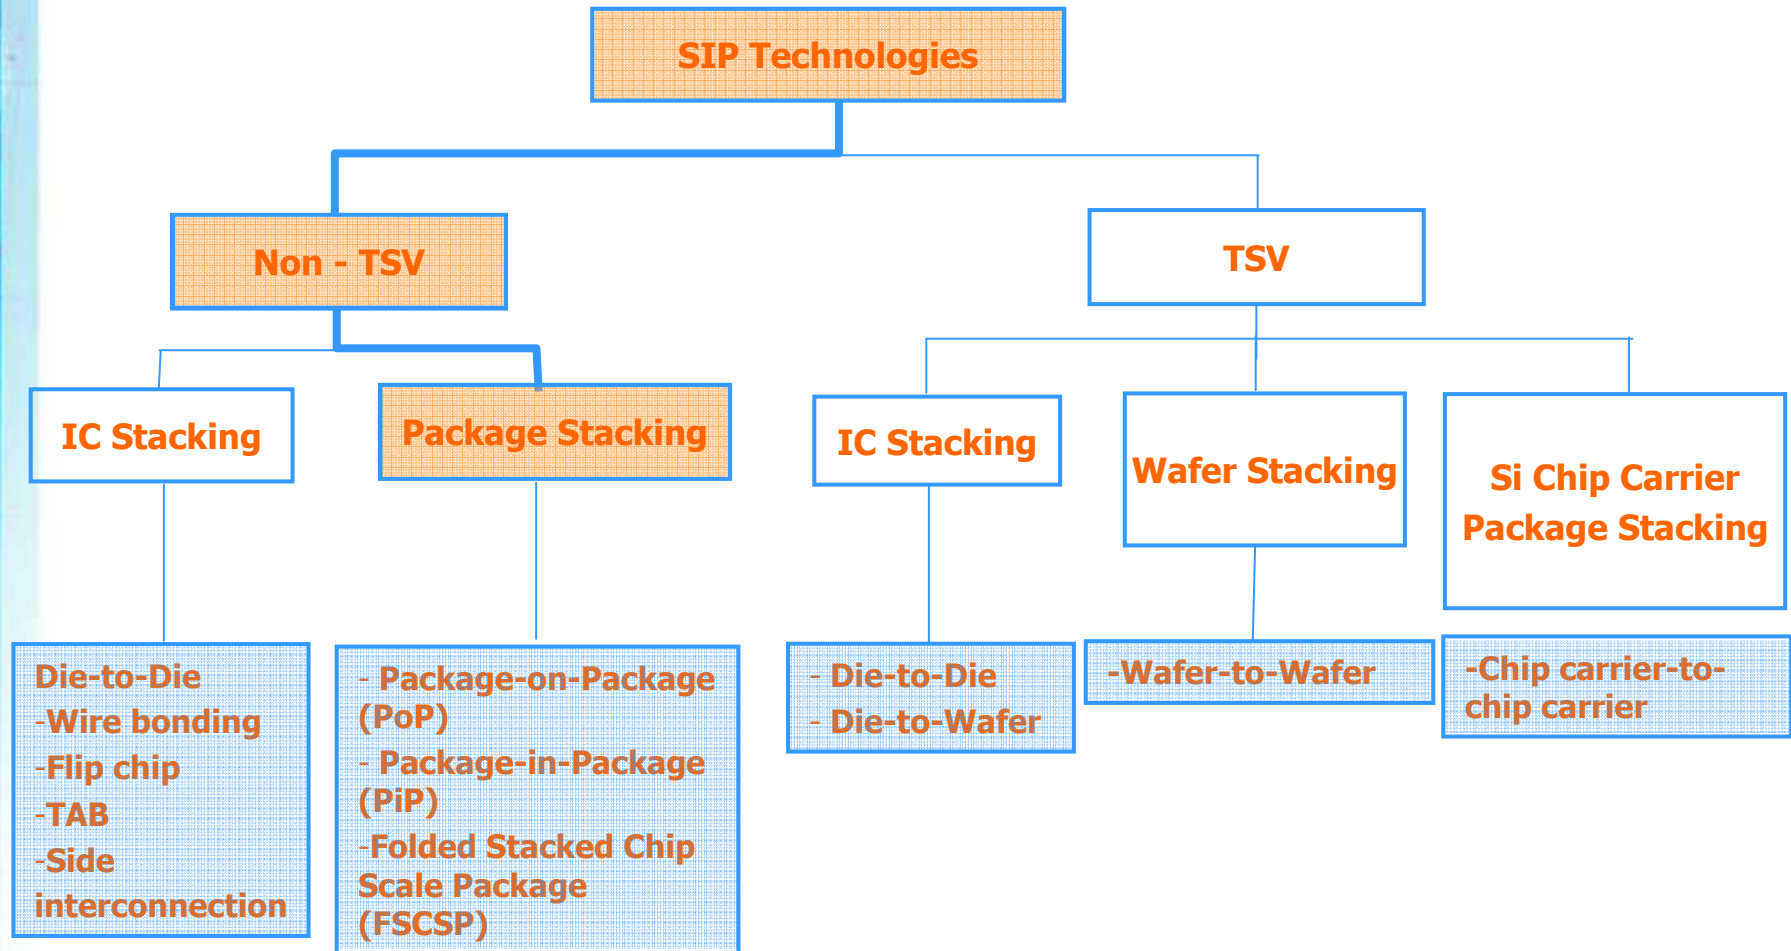 SIP Technologies
Non - TSV
TSV
IC Stacking
Package Stacking
IC Stacking
Wafer Stacking
Si Chip Carrier
Package Stacking
Die-to-Die
-Wire bonding
-Flip chip
-TAB
-Side
interconnection
- Package-on-Package
(PoP)
- Package-in-Package
(PiP)
-Folded Stacked Chip
Scale Package
(FSCSP)
- Die-to-Die
- Die-to-Wafer
-Wafer-to-Wafer
-Chip carrier-to-
chip carrier